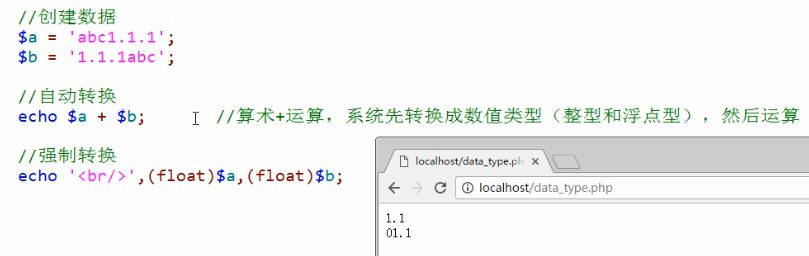 //创建数据
$a = 'abc1.1.1';
$b = '1.1.1abc';
//自动转换
echo $a + $b; //算术+运算，系统先转换成数值类型（整型和浮点型），然后运算
//强制转换
echo '<br/>',(float)$a,(float)$b;
localhost/data_type.ph
localhost/data_type.php
1.1
01.1